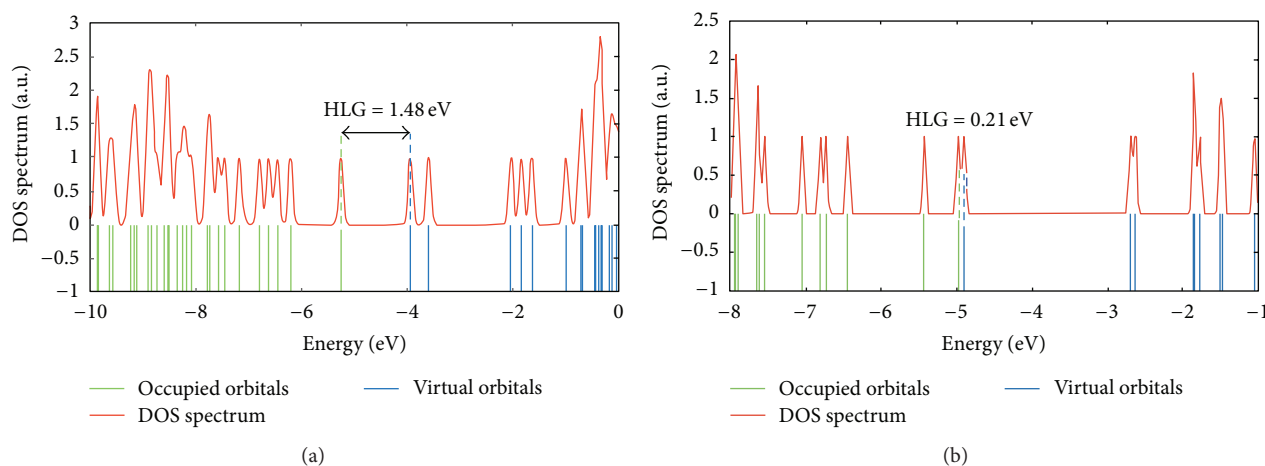 3
2.5
2
1.5
1
0.5
0
−0.5
−1
DOS spectrum (a.u.)
HLG = 1.48 eV
−10
−8
−6
−4
−2
0
Energy (eV)
Occupied orbitals
Virtual orbitals
DOS spectrum
(a)
2.5
2
1.5
1
0.5
0
−0.5
−1
DOS spectrum (a.u.)
HLG = 0.21 eV
−8
−7
−6
−5
−4
−3
−2
−1
Energy (eV)
Occupied orbitals
Virtual orbitals
DOS spectrum
(b)